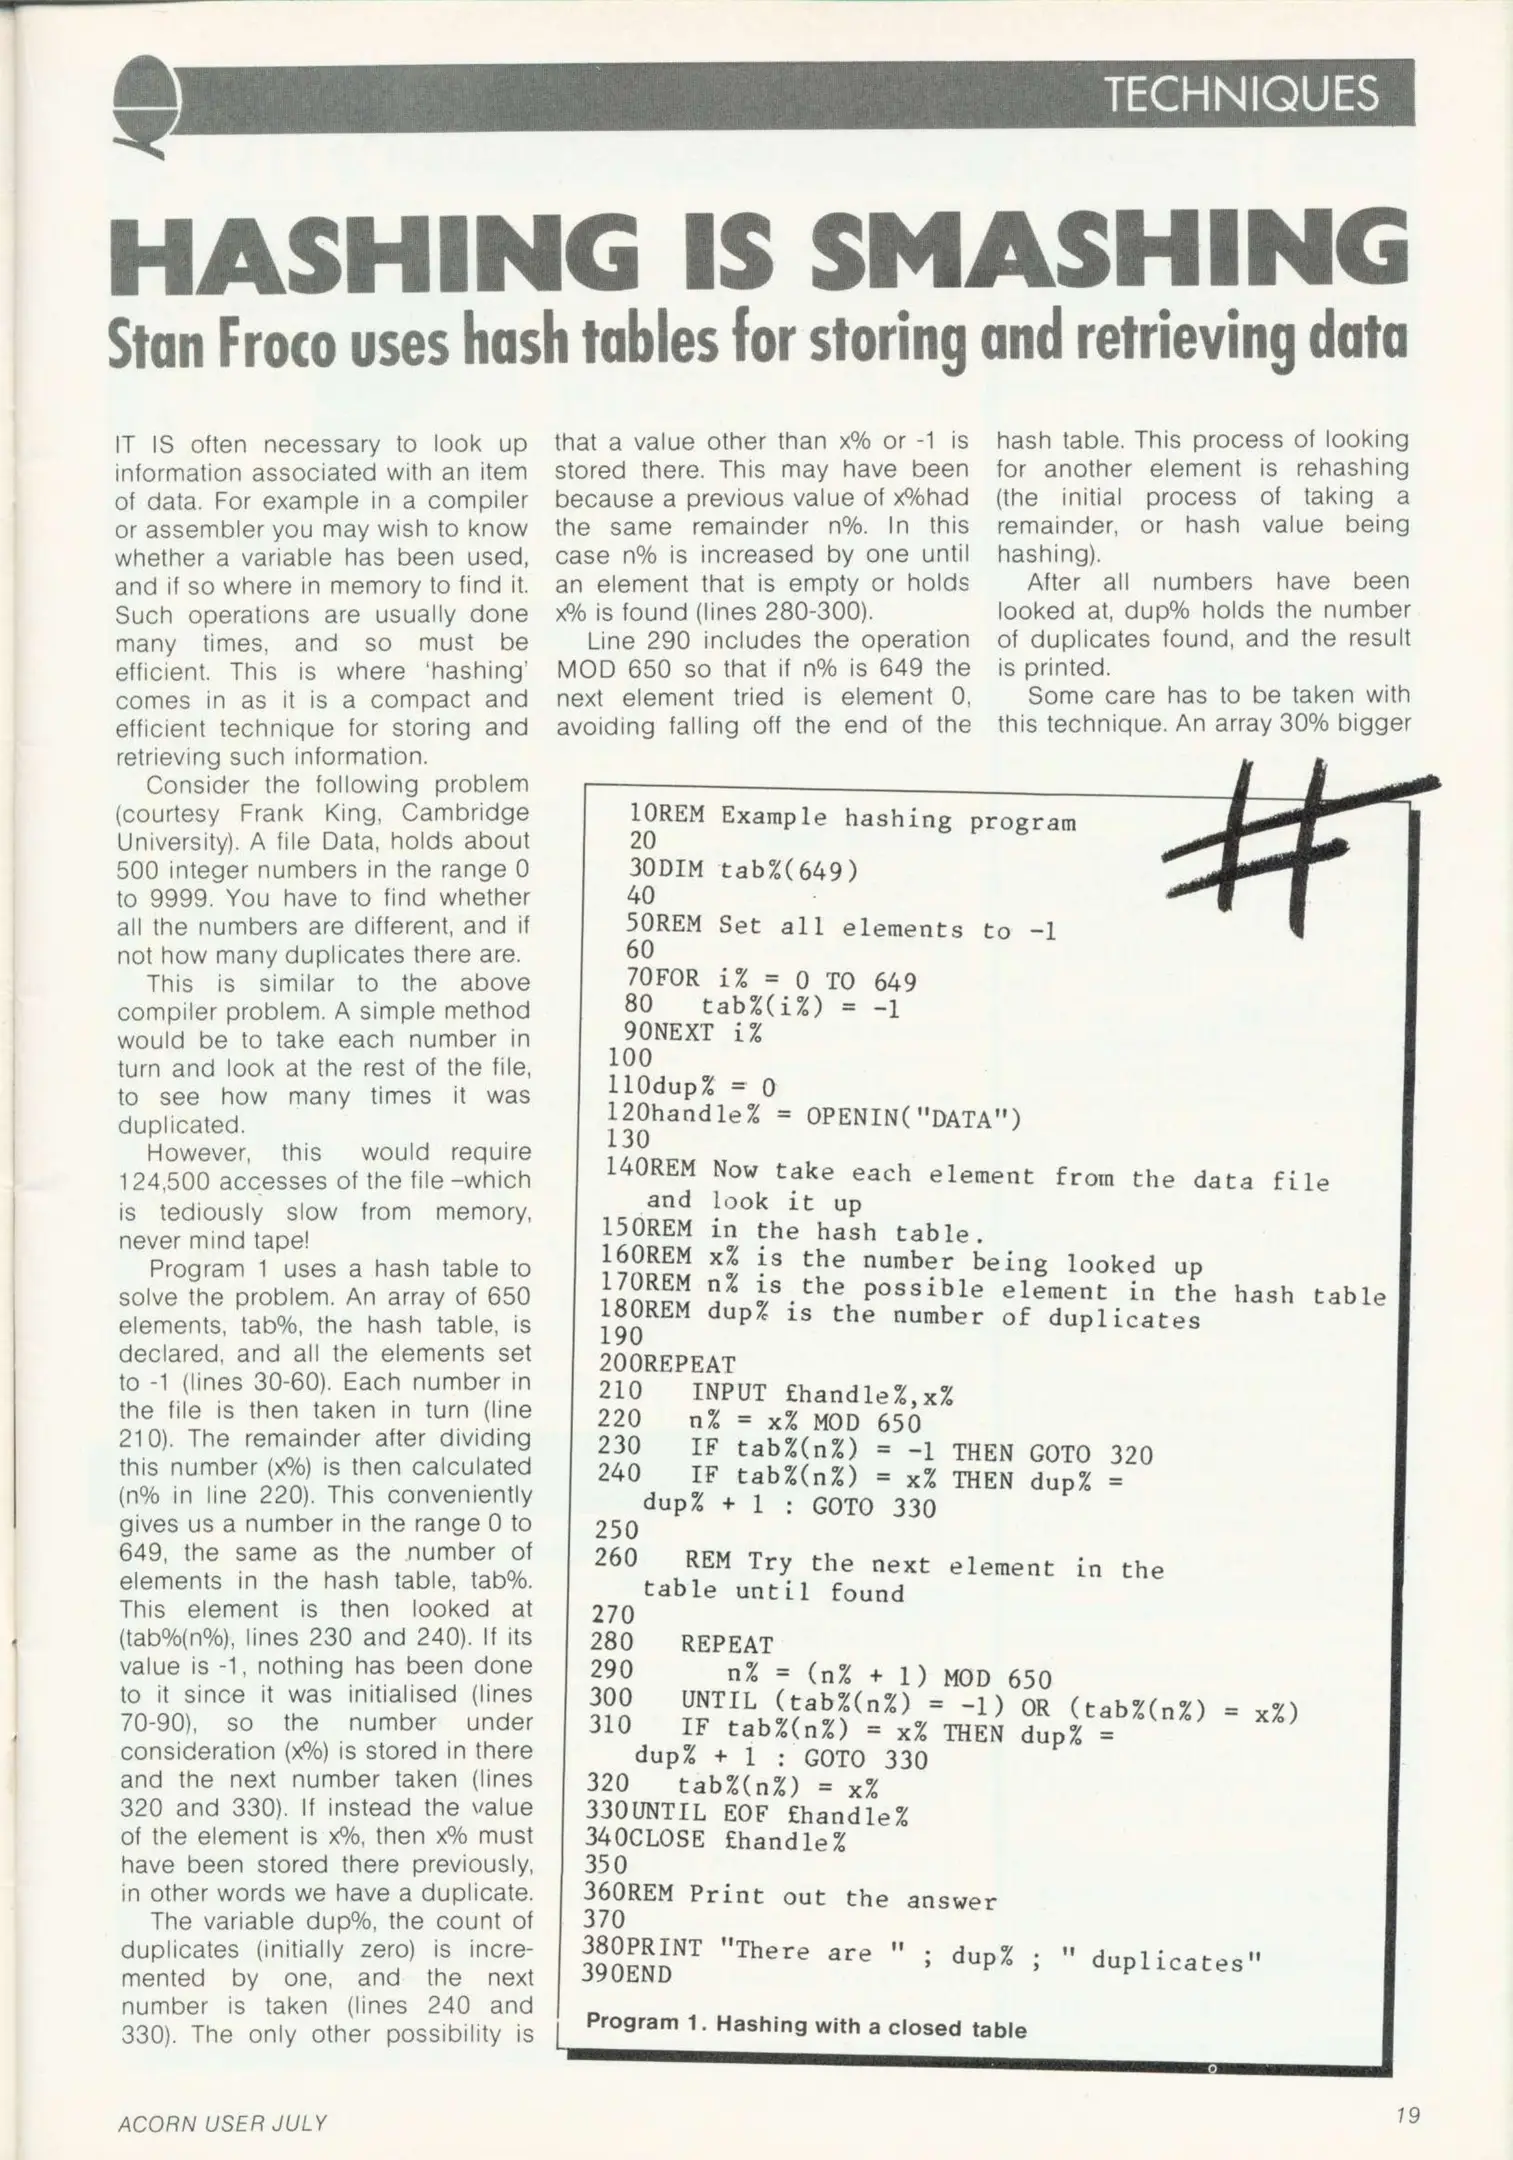 TECHNIQUES
HASHING IS SMASHING
Stan Froco uses hash tables for storing and retrieving data
IT IS often necessary to look up
information associated with an item
of data. For example in a compiler
or assembler you may wish to know
whether a variable has been used,
and if so where in memory to find it.
Such operations are usually done
many times, and so must be
efficient. This is where 'hashing'
comes in as it is a compact and
efficient technique for storing and
retrieving such information.
Consider the following problem
(courtesy Frank King, Cambridge
University). A file Data, holds about
500 integer numbers in the range 0
to 9999. You have to find whether
all the numbers are different, and if
not how many duplicates there are.
This is similar to the above
compiler problem. A simple method
would be to take each number in
turn and look at the rest of the file,
to see how many times it was
duplicated.
However, this would require
124,500 accesses of the file –which
is tediously slow from memory,
never mind tape!
Program 1 uses a hash table to
solve the problem. An array of 650
elements, tab%, the hash table, is
declared, and all the elements set
to -1 (lines 30-60). Each number in
the file is then taken in turn (line
210). The remainder after dividing
this number (x%) is then calculated
(n% in line 220). This conveniently
gives us a number in the range 0 to
649, the same as the number of
elements in the hash table, tab%.
This element is then looked at
(tab%(n%), lines 230 and 240). If its
value is -1, nothing has been done
to it since it was initialised (lines
70-90), so the number under
consideration (x%) is stored in there
and the next number taken (lines
320 and 330). If instead the value
of the element is x%, then x% must
have been stored there previously,
in other words we have a duplicate.
The variable dup%, the count of
duplicates (initially zero) is incre-
mented by one, and the next
number is taken (lines 240 and
330). The only other possibility is
that a value other than x% or -1 is
stored there. This may have been
because a previous value of x%had
the same remainder n%. In this
case n% is increased by one until
an element that is empty or holds
x% is found (lines 280-300).
Line 290 includes the operation
MOD 650 so that if n% is 649 the
next element tried is element 0,
avoiding falling off the end of the
hash table. This process of looking
for another element is rehashing
(the initial process of taking a
remainder, or hash value being
hashing).
After all numbers have been
looked at, dup% holds the number
of duplicates found, and the result
is printed.
Some care has to be taken with
this technique. An array 30% bigger
#
10REM Example hashing program
20
30DIM tab%(649)
40
50REM Set all elements to -1
60
70FOR i% = 0 TO 649
80 tab%(i%) = -1
90NEXT i%
100
110dup% = 0
120handle% = OPENIN("DATA")
130
140REM Now take each element from the data file
and look it up
150REM in the hash table.
160REM x% is the number being looked up
170REM n% is the possible element in the hash table
180REM dup% is the number of duplicates
190
200REPEAT
210 INPUT £handle%,x%
220 n% = x% MOD 650
230 IF tab%(n%) = -1 THEN GOTO 320
240 IF tab%(n%) = x% THEN dup% =
dup% + 1 : GOTO 330
250
260 REM Try the next element in the
table until found
270
280 REPEAT
290 n% = (n% + 1) MOD 650
300 UNTIL (tab%(n%) = -1) OR (tab%(n%) = x%)
310 IF tab%(n%) = x% THEN dup% =
dup% + 1 : GOTO 330
320 tab%(n%) = x%
330UNTIL EOF £handle%
340CLOSE £handle%
350
360REM Print out the answer
370
380PRINT "There are " ; dup% ; " duplicates"
390END
Program 1. Hashing with a closed table
ACORN USER JULY
19